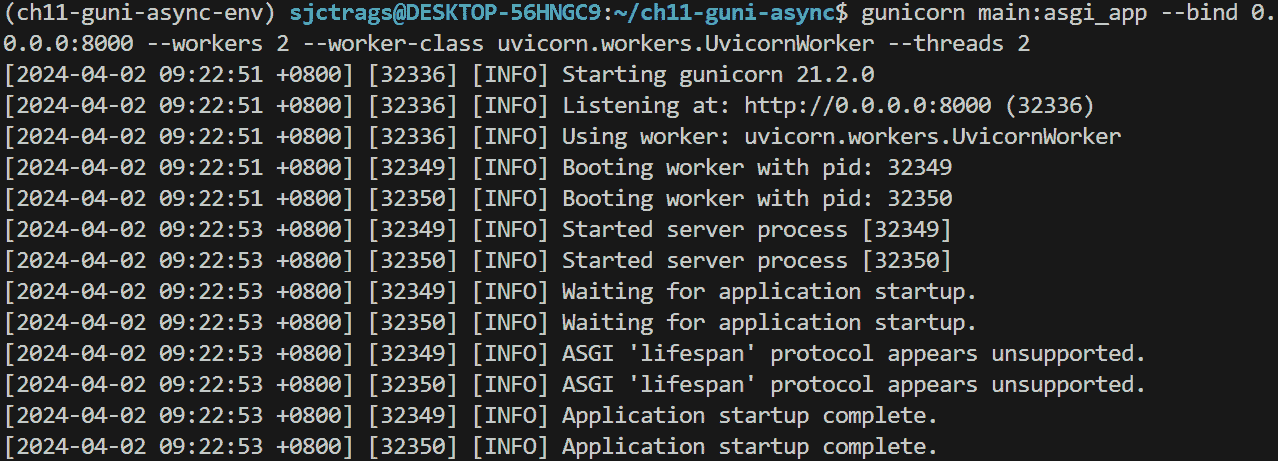 (ch11-guni-async-env) sjctrags@DESKTOP-56HNGC9:~/ch11-guni-async$ gunicorn main:asgi_app --bind 0.
0.0.0:8000 --workers 2 --worker-class uvicorn.workers.UvicornWorker --threads 2
[2024-04-02 09:22:51 +0800] [32336] [INFO] Starting gunicorn 21.2.0
[2024-04-02 09:22:51 +0800] [32336] [INFO] Listening at: http://0.0.0.0:8000 (32336)
[2024-04-02 09:22:51 +0800] [32336] [INFO] Using worker: uvicorn.workers.UvicornWorker
[2024-04-02 09:22:51 +0800] [32349] [INFO] Booting worker with pid: 32349
[2024-04-02 09:22:51 +0800] [32350] [INFO] Booting worker with pid: 32350
[2024-04-02 09:22:53 +0800] [32349] [INFO] Started server process [32349]
[2024-04-02 09:22:53 +0800] [32350] [INFO] Started server process [32350]
[2024-04-02 09:22:53 +0800] [32349] [INFO] Waiting for application startup.
[2024-04-02 09:22:53 +0800] [32350] [INFO] Waiting for application startup.
[2024-04-02 09:22:53 +0800] [32349] [INFO] ASGI 'lifespan' protocol appears unsupported.
[2024-04-02 09:22:53 +0800] [32350] [INFO] ASGI 'lifespan' protocol appears unsupported.
[2024-04-02 09:22:53 +0800] [32349] [INFO] Application startup complete.
[2024-04-02 09:22:53 +0800] [32350] [INFO] Application startup complete.